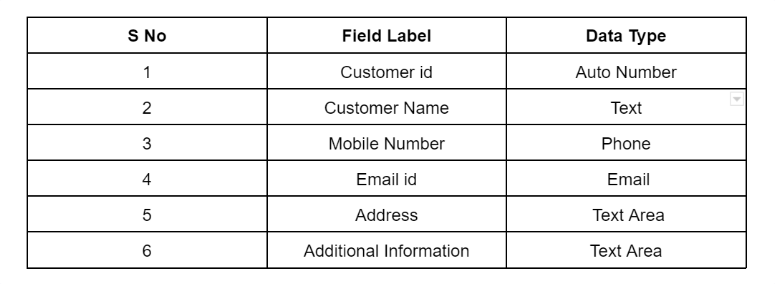 S No Field Label Data Type
1 Customer id Auto Number
2 Customer Name Text
3 Mobile Number Phone
4 Email id Email
5 Address Text Area
6 Additional Information Text Area